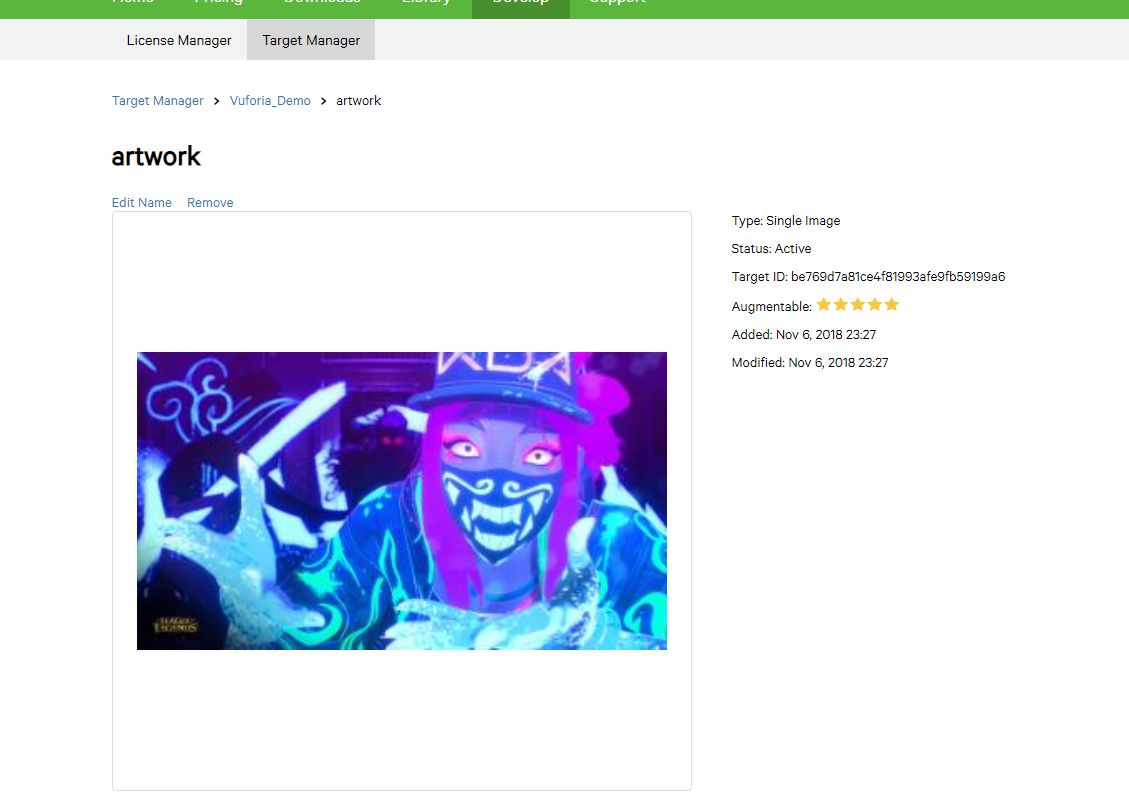 Home Pricing Downloads Library Develop Support
License Manager Target Manager
Target Manager > Vuforia_Demo > artwork
artwork
Edit Name Remove
Type: Single Image
Status: Active
Target ID: be769d7a81ce4f81993afe9fb59199a6
Augmentable:
Added: Nov 6, 2018 23:27
Modified: Nov 6, 2018 23:27
K/DA
LEAGUE OF
LEGENDS